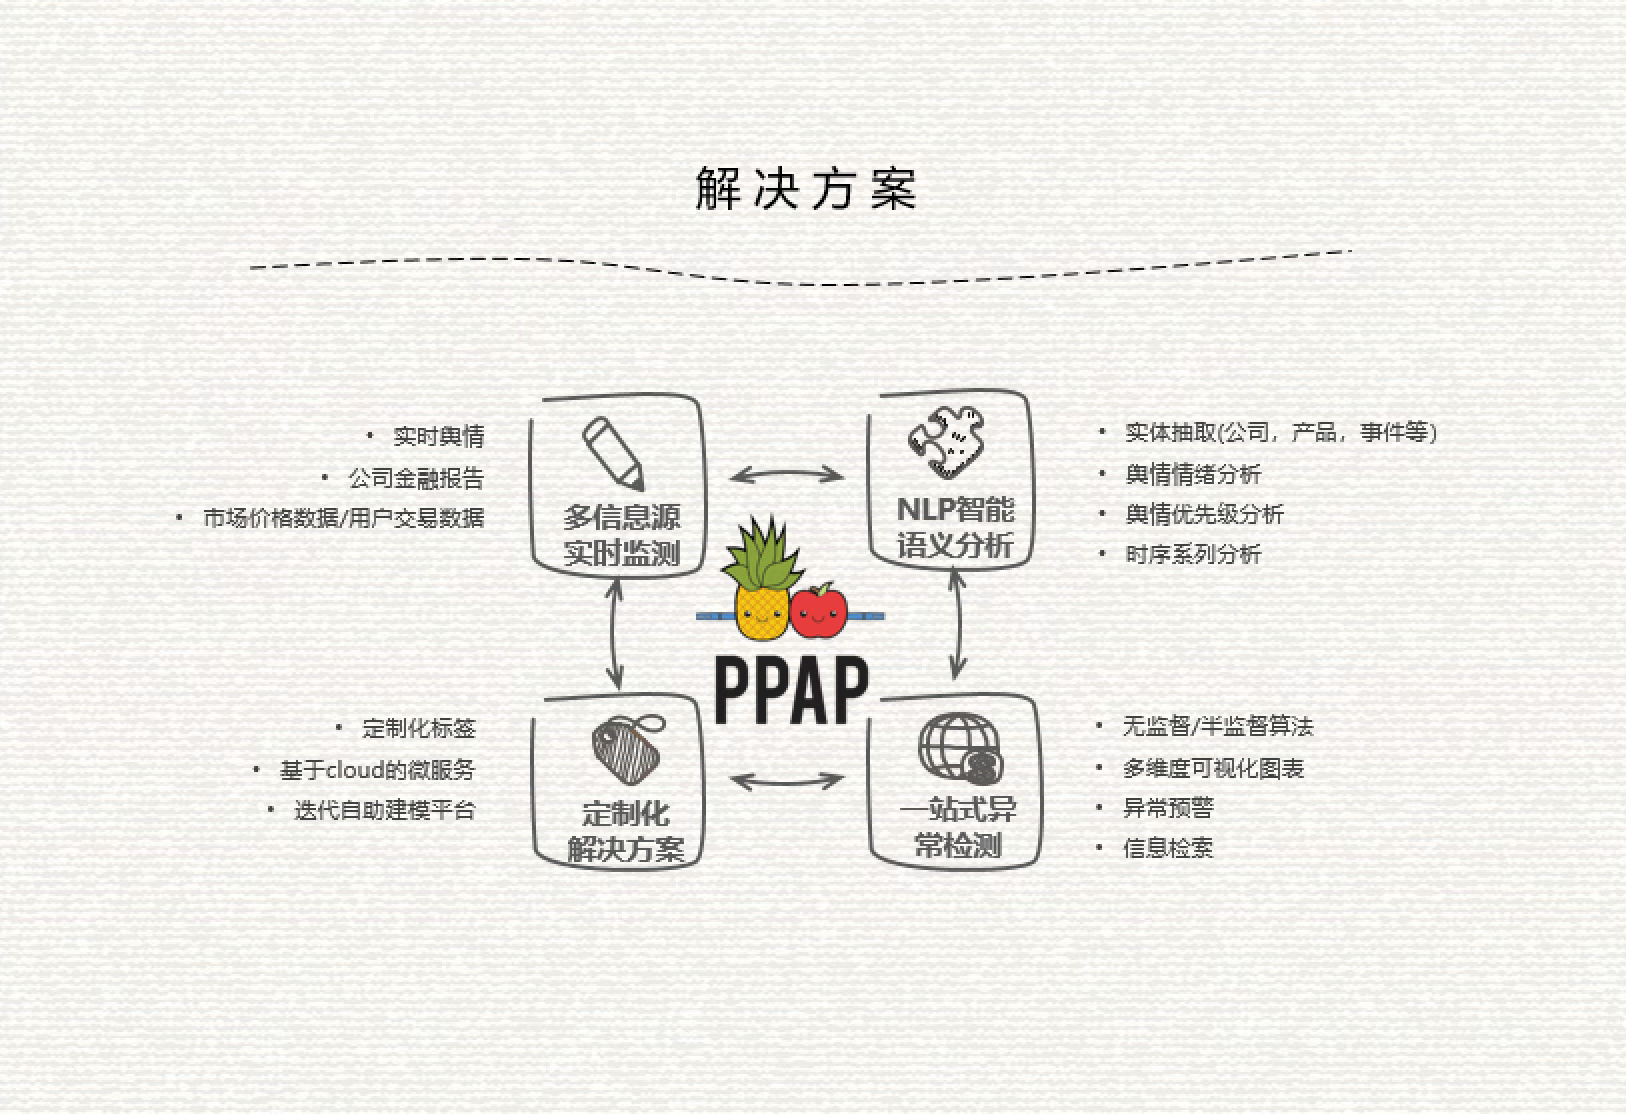 解决方案
• 实时舆情
• 公司金融报告
• 市场价格数据/用户交易数据
多信息源
实时监测
NLP智能
语义分析
• 实体抽取(公司，产品，事件等)
• 舆情情绪分析
• 舆情优先级分析
• 时序系列分析
PPAP
• 定制化标签
• 基于cloud的微服务
• 迭代自助建模平台
定制化
解决方案
一站式异
常检测
• 无监督/半监督算法
• 多维度可视化图表
• 异常预警
• 信息检索